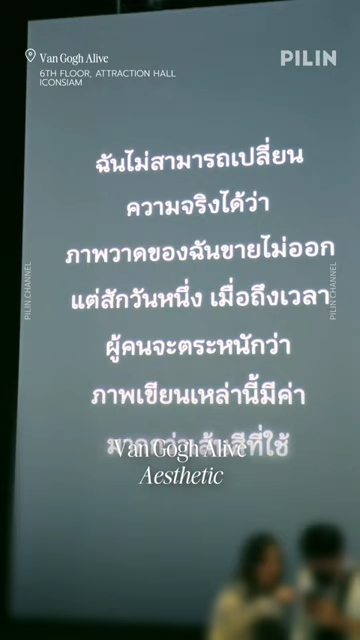 Van Gogh Alive
6TH FLOOR, ATTRACTION HALL
ICONSIAM
PILIN
ฉันไม่สามารถเปลี่ยน
ความจริงได้ว่า
ภาพวาดของฉันขายไม่ออก
แต่สักวันหนึ่ง เมื่อถึงเวลา
ผู้คนจะตระหนักว่า
ภาพเขียนเหล่านี้มีค่า
สีที่ใช้
Van Gogh Alive
Aesthetic
PILIN CHANNEL
PILIN CHANNEL